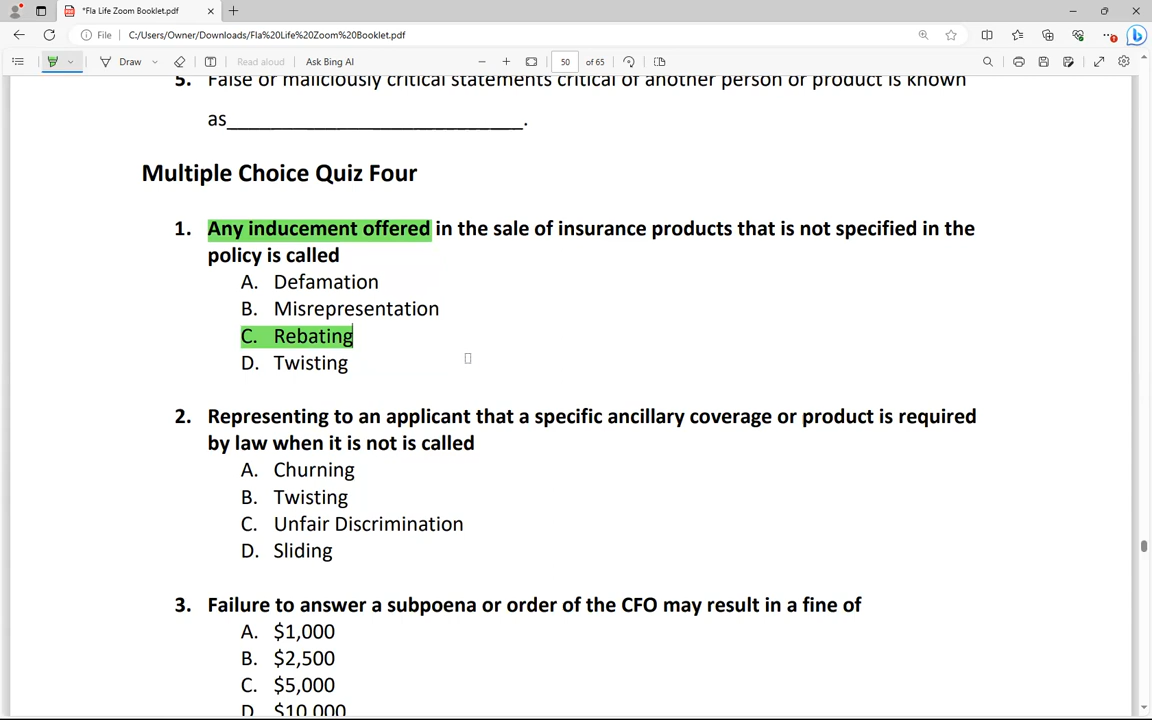 *Fla Life Zoom Booklet.pdf
File C:/Users/Owner/Downloads/Fla%20Life%20Zoom%20Booklet.pdf
Draw Read aloud Ask Bing AI 50 of 65
5. False or maliciously critical statements critical of another person or product is known
as___________________________.
Multiple Choice Quiz Four
1. Any inducement offered in the sale of insurance products that is not specified in the
policy is called
A. Defamation
B. Misrepresentation
C. Rebating
D. Twisting
2. Representing to an applicant that a specific ancillary coverage or product is required
by law when it is not is called
A. Churning
B. Twisting
C. Unfair Discrimination
D. Sliding
3. Failure to answer a subpoena or order of the CFO may result in a fine of
A. $1,000
B. $2,500
C. $5,000
D. $10,000